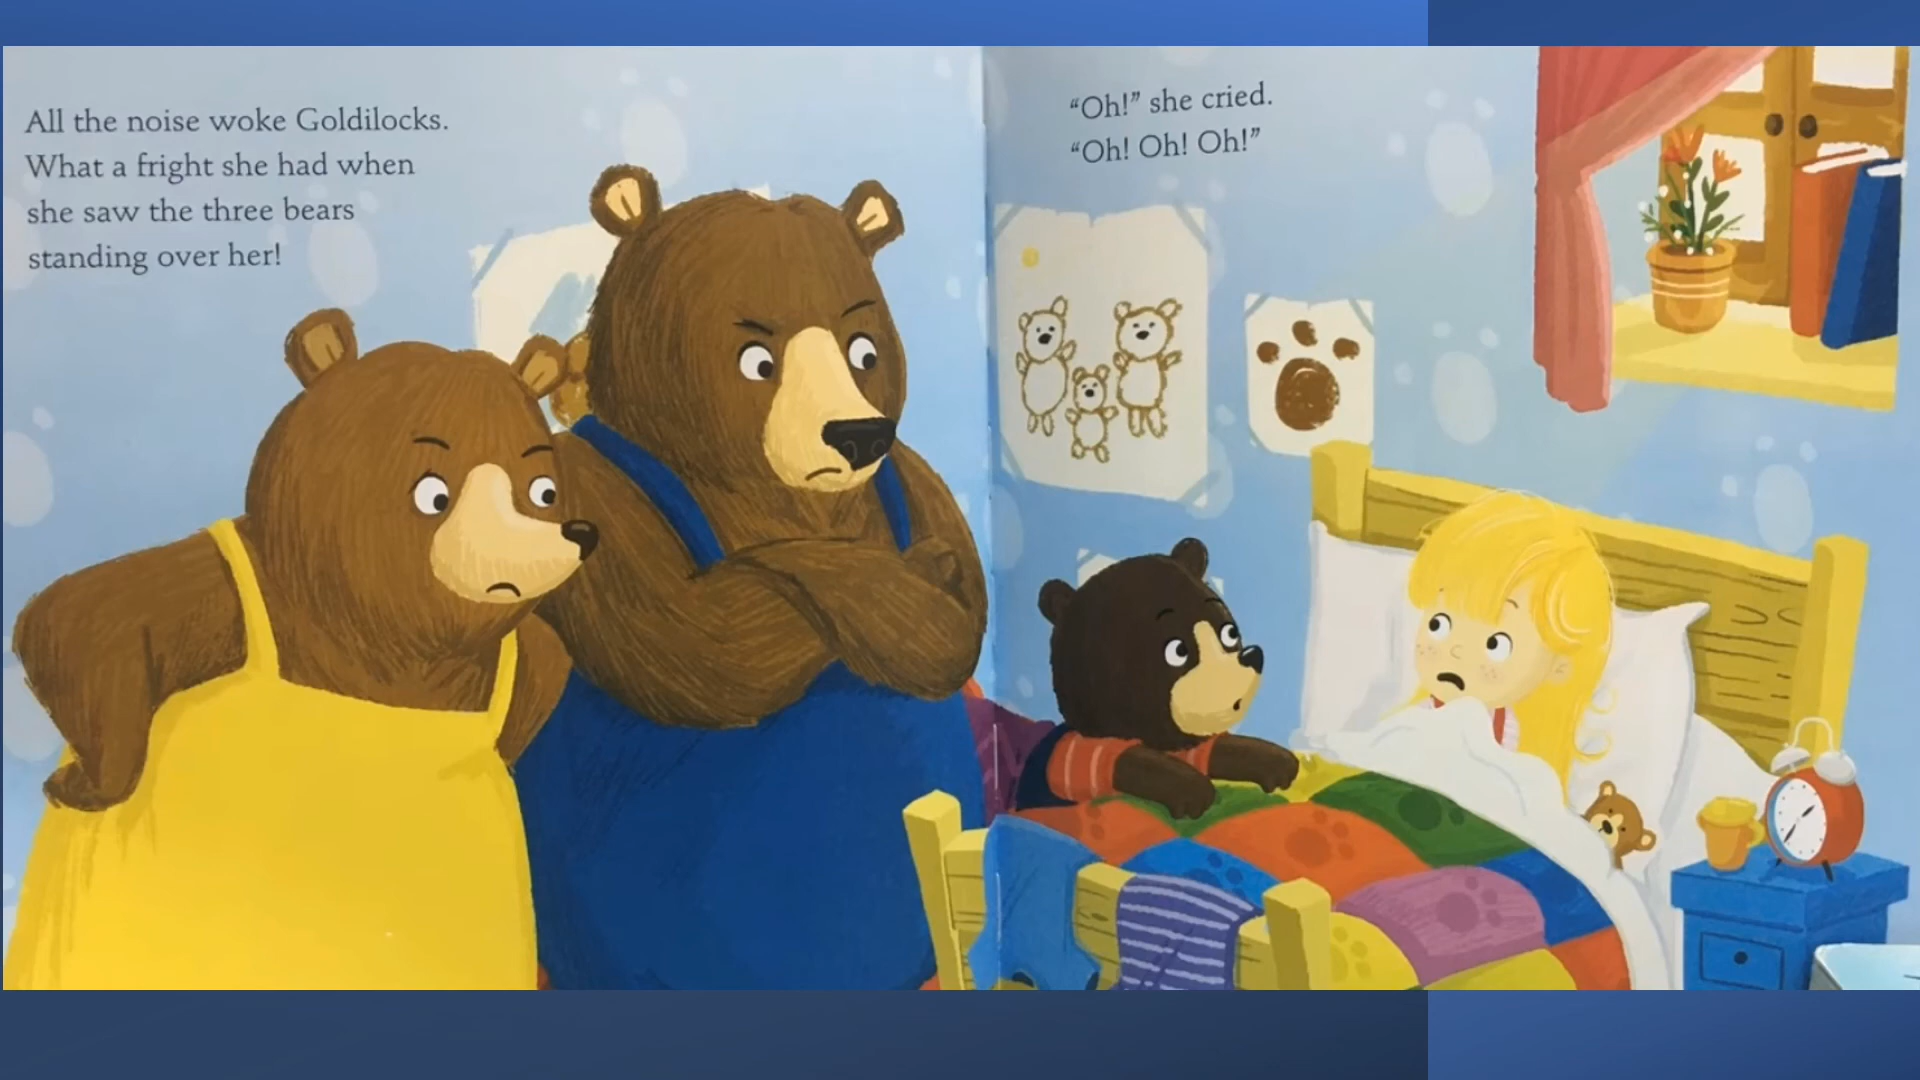 All the noise woke Goldilocks.
What a fright she had when
she saw the three bears
standing over her!
“Oh!” she cried.
“Oh! Oh! Oh!”